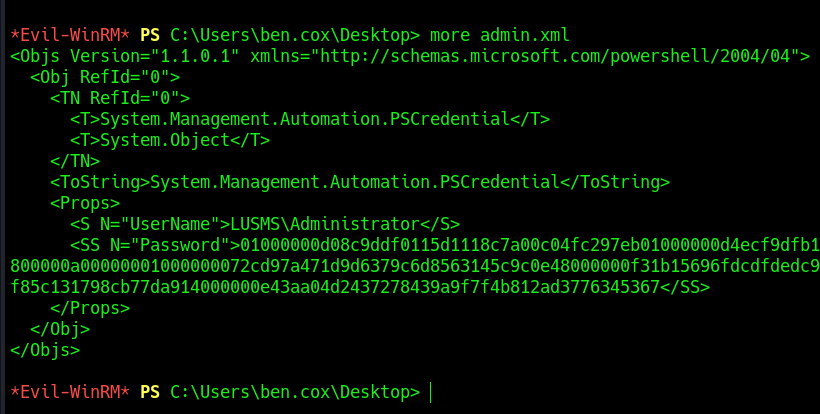 *Evil-WinRM* PS C:\Users\ben.cox\Desktop> more admin.xml
<Objs Version="1.1.0.1" xmlns="http://schemas.microsoft.com/powershell/2004/04">
  <Obj RefId="0">
    <TN RefId="0">
      <T>System.Management.Automation.PSCredential</T>
      <T>System.Object</T>
    </TN>
    <ToString>System.Management.Automation.PSCredential</ToString>
    <Props>
      <S N="UserName">LUSMS\Administrator</S>
      <SS N="Password">01000000d08c9ddf0115d1118c7a00c04fc297eb01000000d4ecf9dfb1
800000a00000001000000072cd97a471d9d6379c6d8563145c9c0e48000000f31b15696fdcdfdedc9
f85c131798cb77da914000000e43aa04d2437278439a9f7f4b812ad3776345367</SS>
    </Props>
  </Obj>
</Objs>
*Evil-WinRM* PS C:\Users\ben.cox\Desktop>